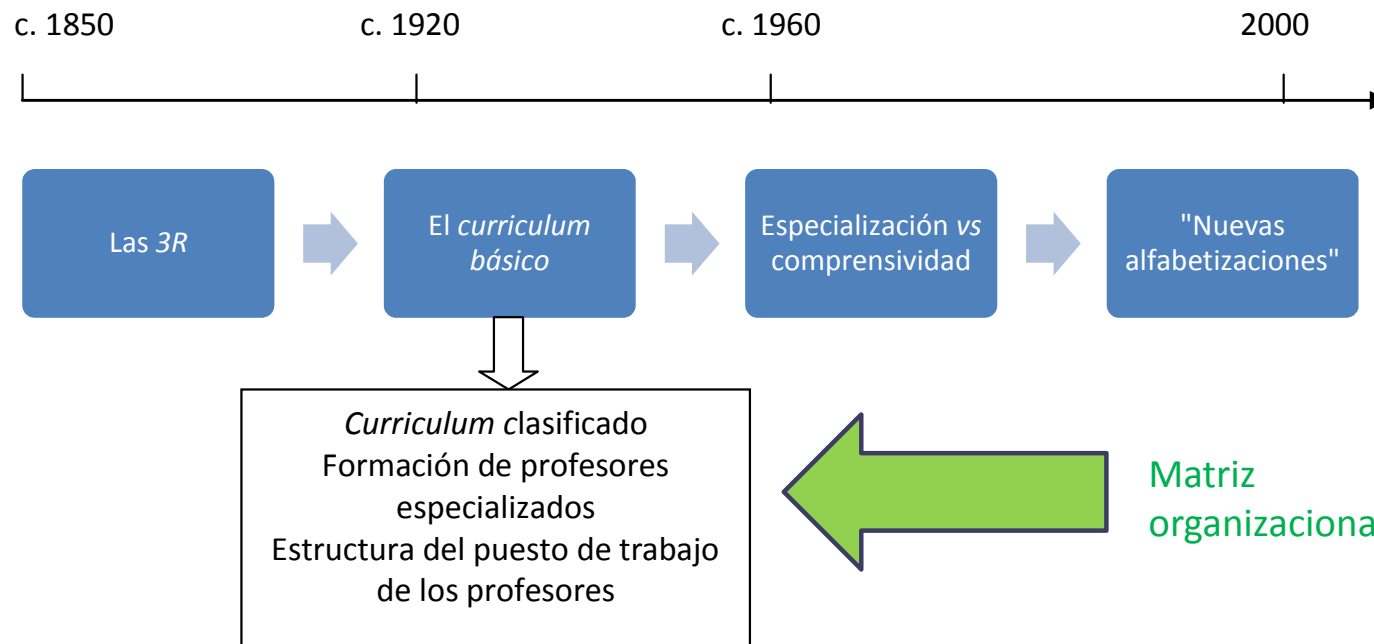 c. 1850
c. 1920
c. 1960
2000
Las 3R
El curriculum
básico
Especialización vs
comprensividad
"Nuevas
alfabetizaciones"
Curriculum clasificado
Formación de profesores
especializados
Estructura del puesto de trabajo
de los profesores
Matriz
organizaciona